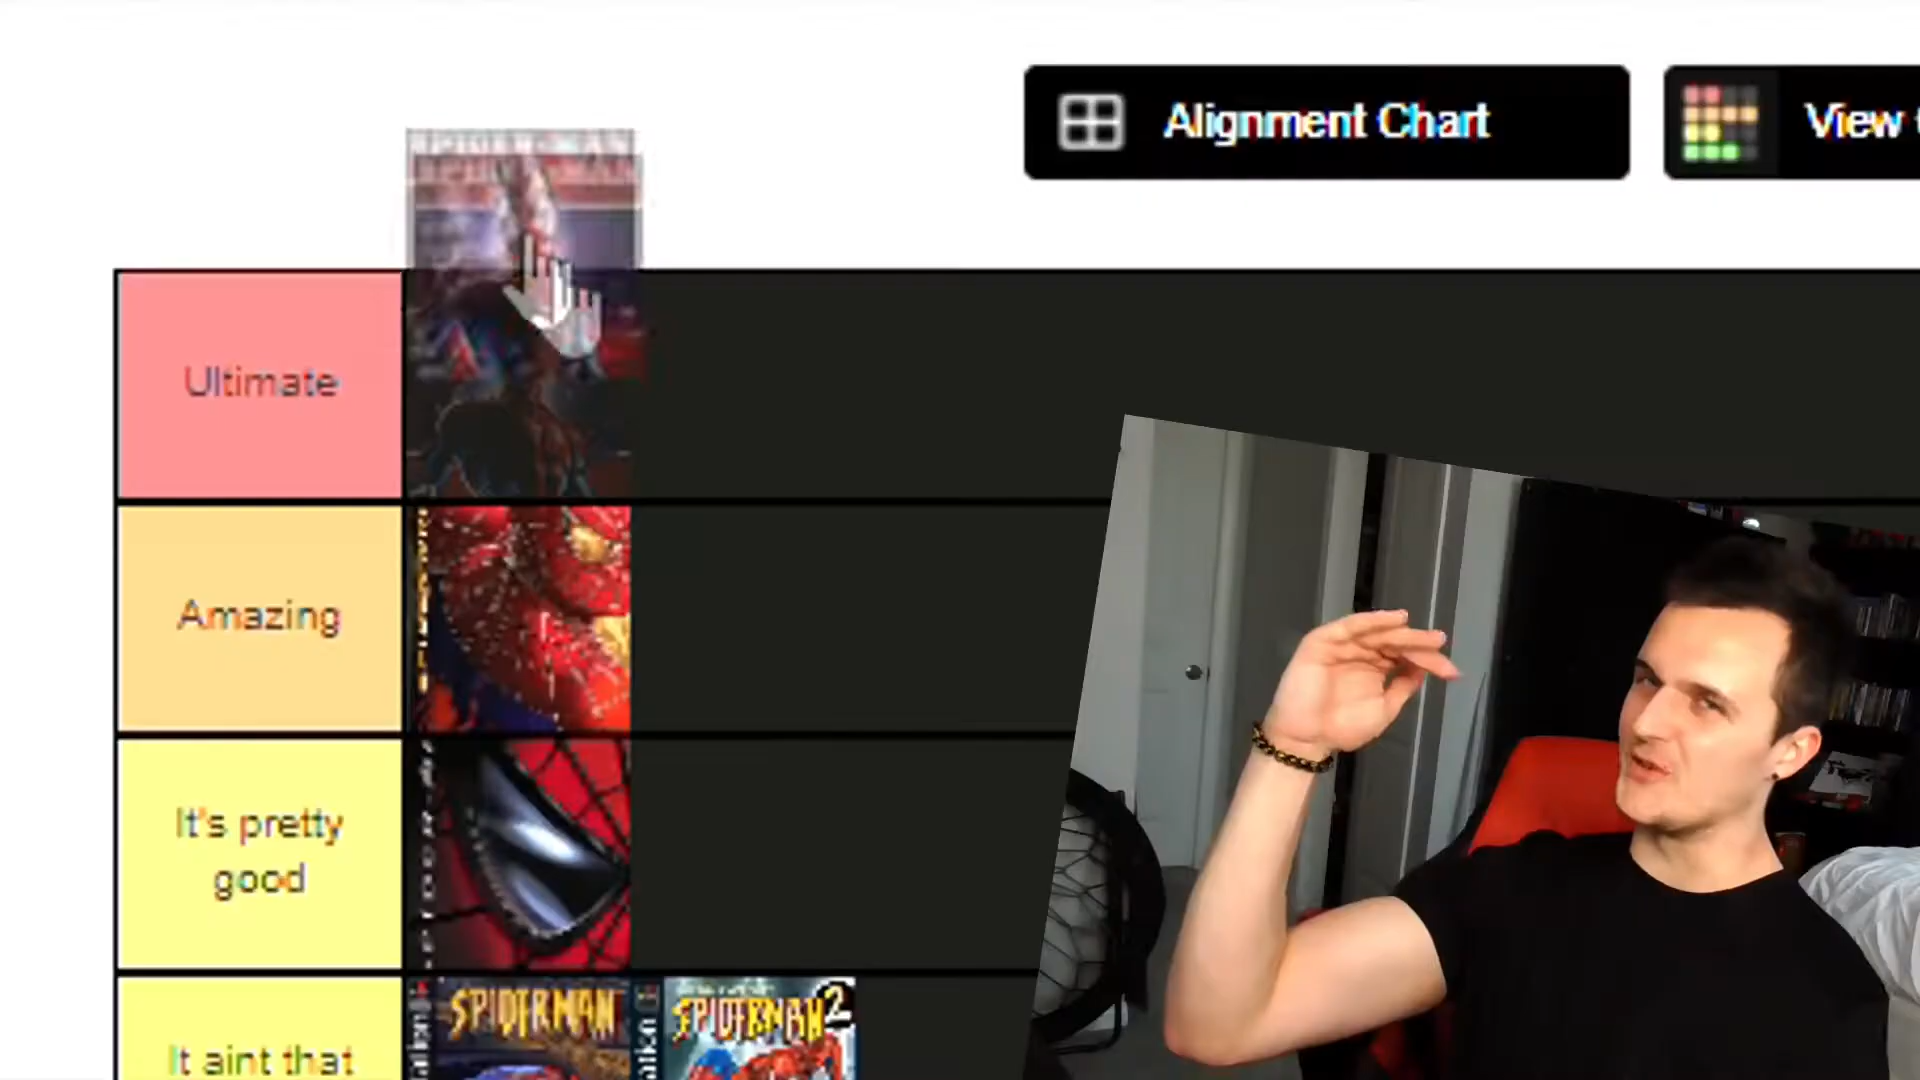 Alignment Chart
View
Ultimate
Amazing
It's pretty
good
It aint that
SPIDERMAN
SPIDERMAN 2